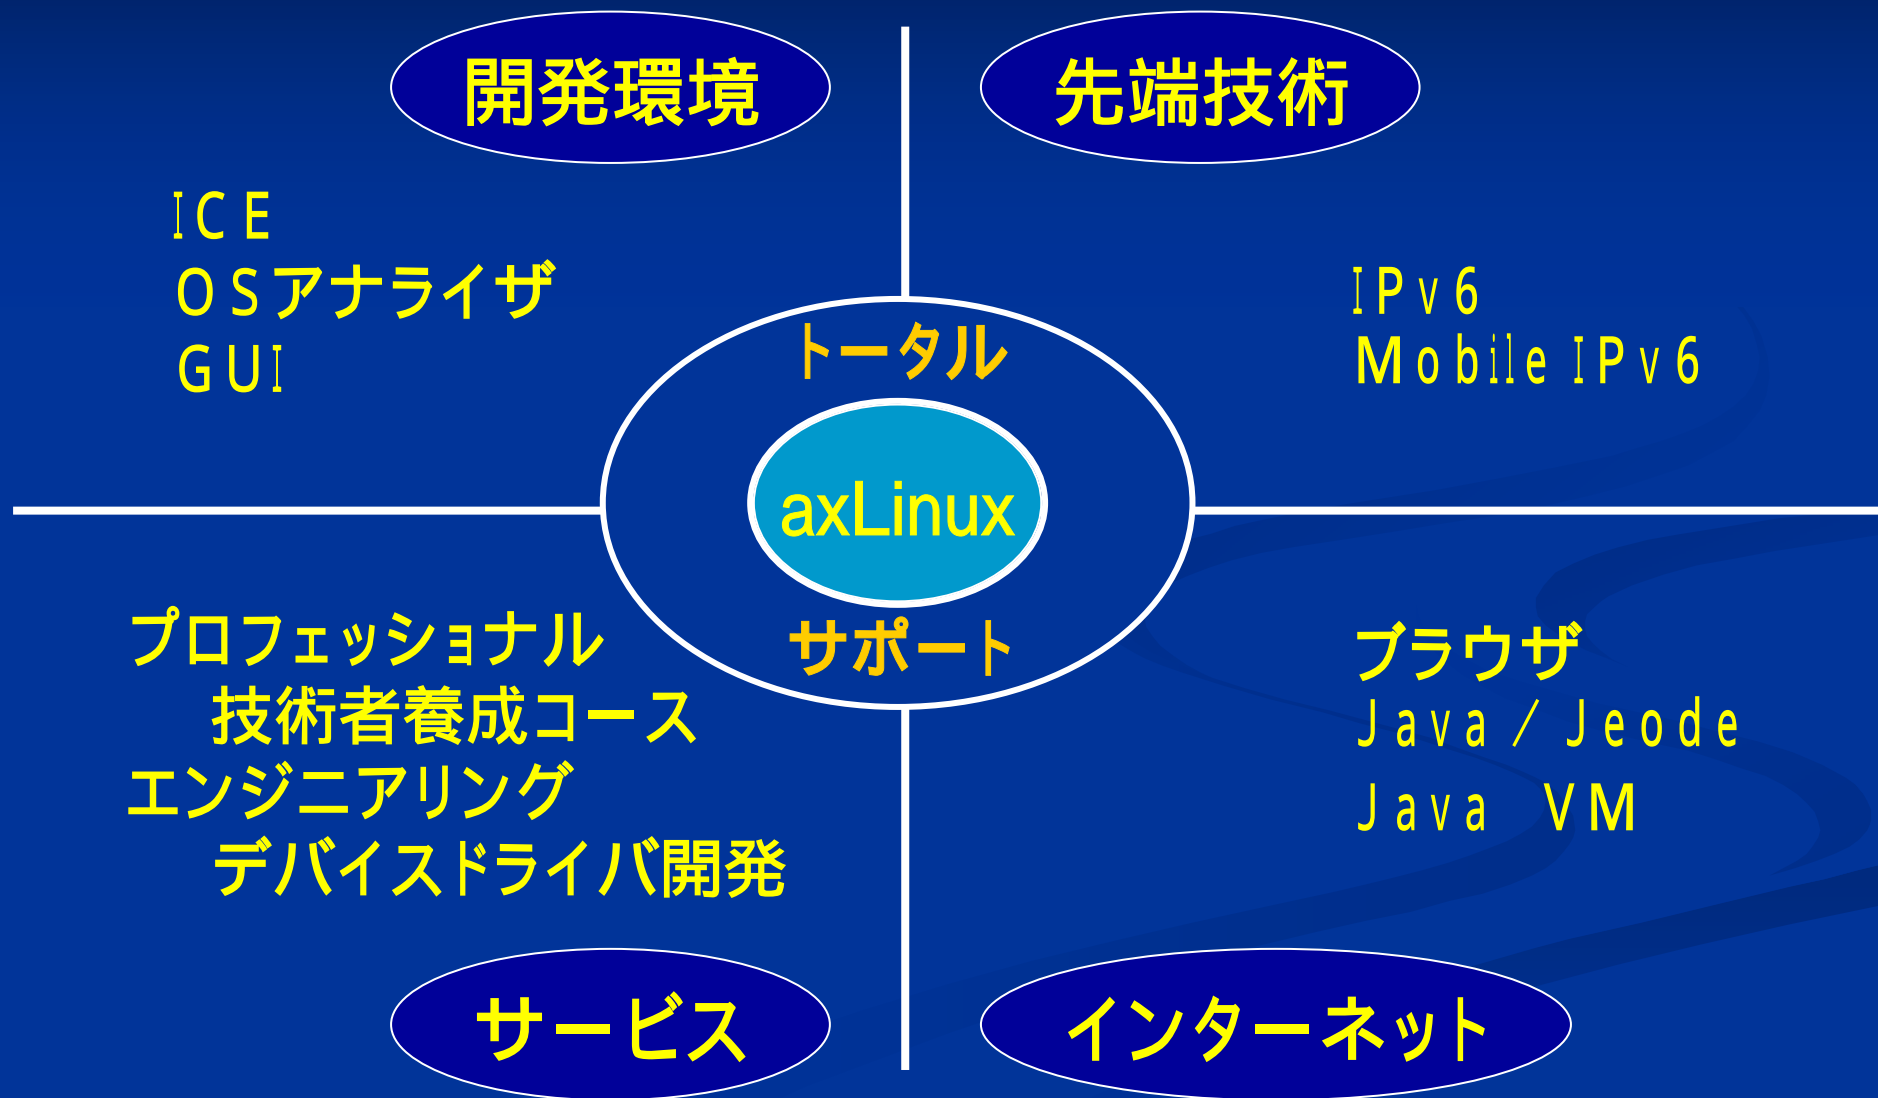 開発環境
先端技術
ICE
OSアナライザ
GUI
IPv6
Mobile IPv6
トータル
axLinux
サポート
プロフェッショナル
技術者養成コース
エンジニアリング
デバイスドライバ開発
ブラウザ
Java/Jeode
Java VM
サービス
インターネット